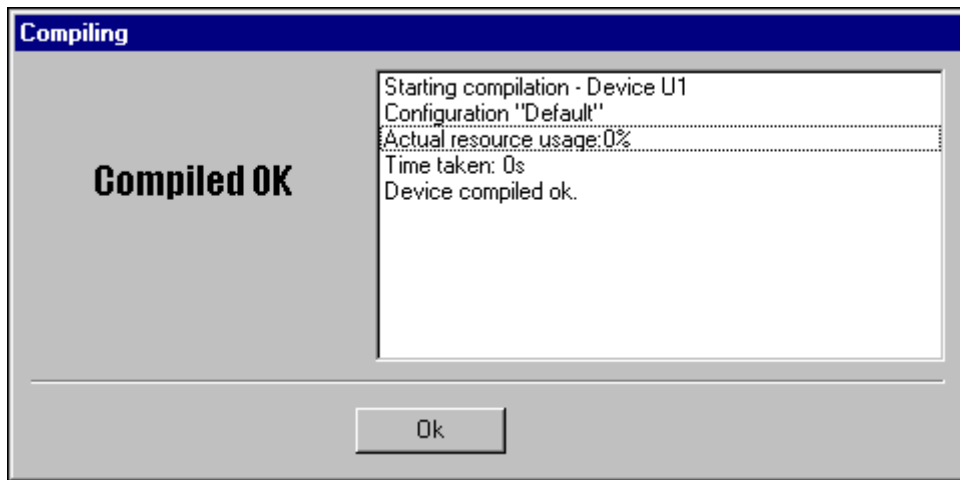 Compiling
Compiled OK
Starting compilation - Device U1
Configuration "Default"
Actual resource usage:0%
Time taken: 0s
Device compiled ok.
Ok